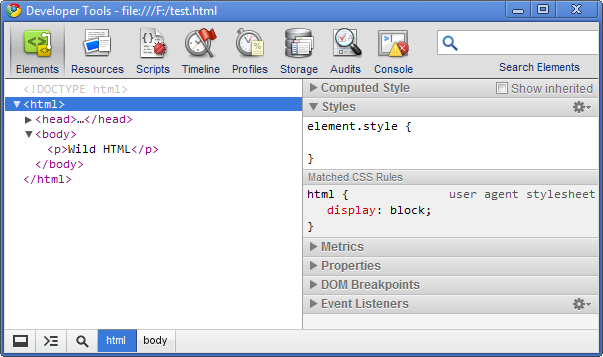 Developer Tools - file:///F:/test.html
Elements Resources Scripts Timeline Profiles Storage Audits Console
Search Elements
<!DOCTYPE html>
<html>
<head>…</head>
<body>
<p>Wild HTML</p>
</body>
</html>
Computed Style Show inherited
Styles
element.style {
}
Matched CSS Rules
html { user agent stylesheet
display: block;
}
Metrics
Properties
DOM Breakpoints
Event Listeners
html body